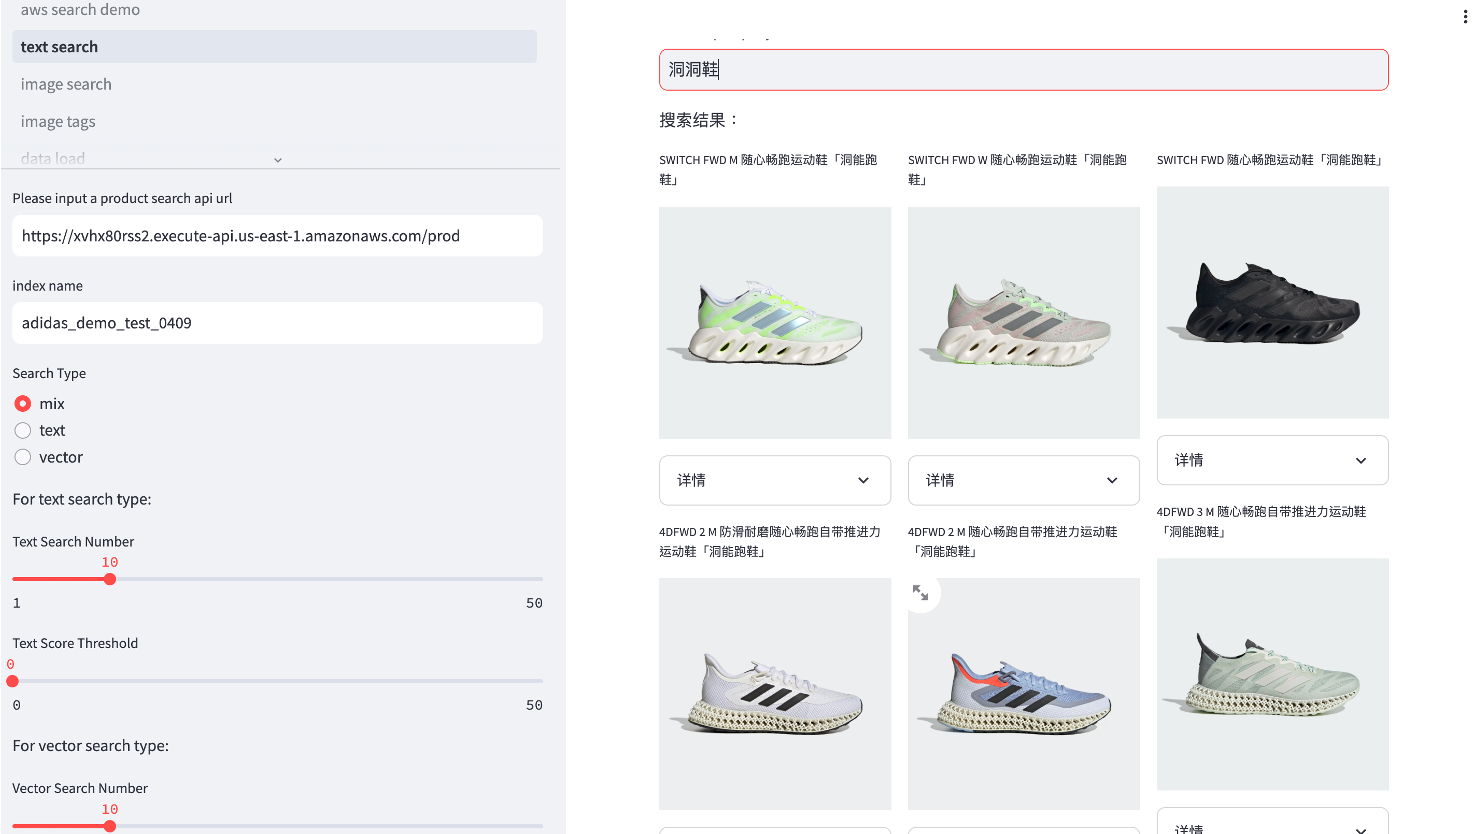 aws search demo
text search
image search
image tags
data load
Please input a product search api url
https://xvhx80rss2.execute-api.us-east-1.amazonaws.com/prod
index name
adidas_demo_test_0409
Search Type
mix
text
vector
For text search type:
Text Search Number
10
1
50
Text Score Threshold
0
0
50
For vector search type:
Vector Search Number
10
洞洞鞋
搜索结果：
SWITCH FWD M 随心畅跑运动鞋「洞能跑
鞋」
SWITCH FWD W 随心畅跑运动鞋「洞能跑
鞋」
SWITCH FWD 随心畅跑运动鞋「洞能跑鞋」
详情
详情
详情
4DFWD 2 M 防滑耐磨随心畅跑自带推进力
运动鞋「洞能跑鞋」
4DFWD 2 M 随心畅跑自带推进力运动鞋
「洞能跑鞋」
4DFWD 3 M 随心畅跑自带推进力运动鞋
「洞能跑鞋」
详情